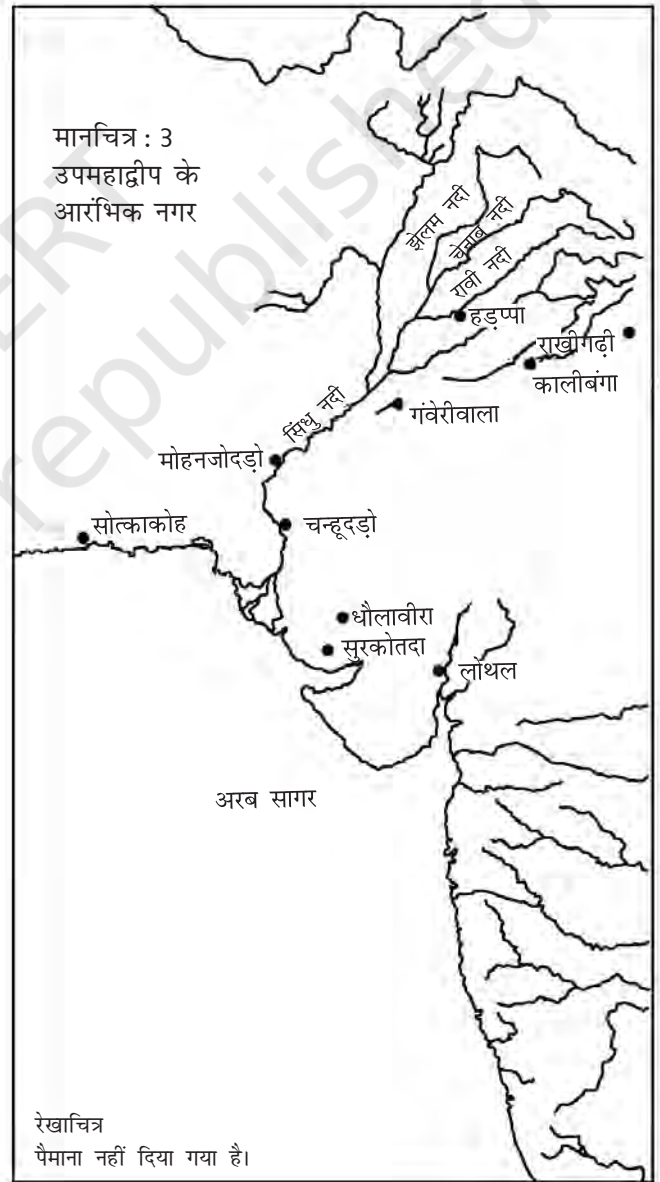 मानचित्र : 3
उपमहाद्वीप के
आरंभिक नगर
झेलम नदी
चेनाब नदी
रावी नदी
हड़प्पा
राखीगढ़ी
कालीबंगा
गंवेरीवाला
सिंधु नदी
मोहनजोदड़ो
सोत्काकोह
चन्हूदड़ो
धौलावीरा
सुरकोतदा
लोथल
अरब सागर
रेखाचित्र
पैमाना नहीं दिया गया है।
republished